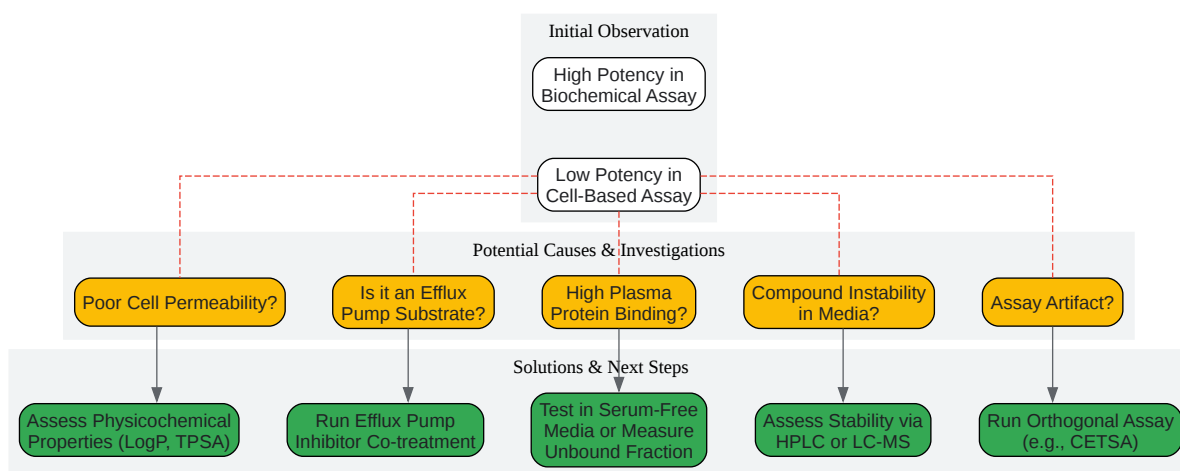 Initial Observation
High Potency in
Biochemical Assay
Low Potency in
Cell-Based Assay
Potential Causes & Investigations
Poor Cell Permeability?
Is it an Efflux
Pump Substrate?
High Plasma
Protein Binding?
Compound Instability
in Media?
Assay Artifact?
Solutions & Next Steps
Assess Physicochemical
Properties (LogP, TPSA)
Run Efflux Pump
Inhibitor Co-treatment
Test in Serum-Free
Media or Measure
Unbound Fraction
Assess Stability via
HPLC or LC-MS
Run Orthogonal Assay
(e.g., CETSA)